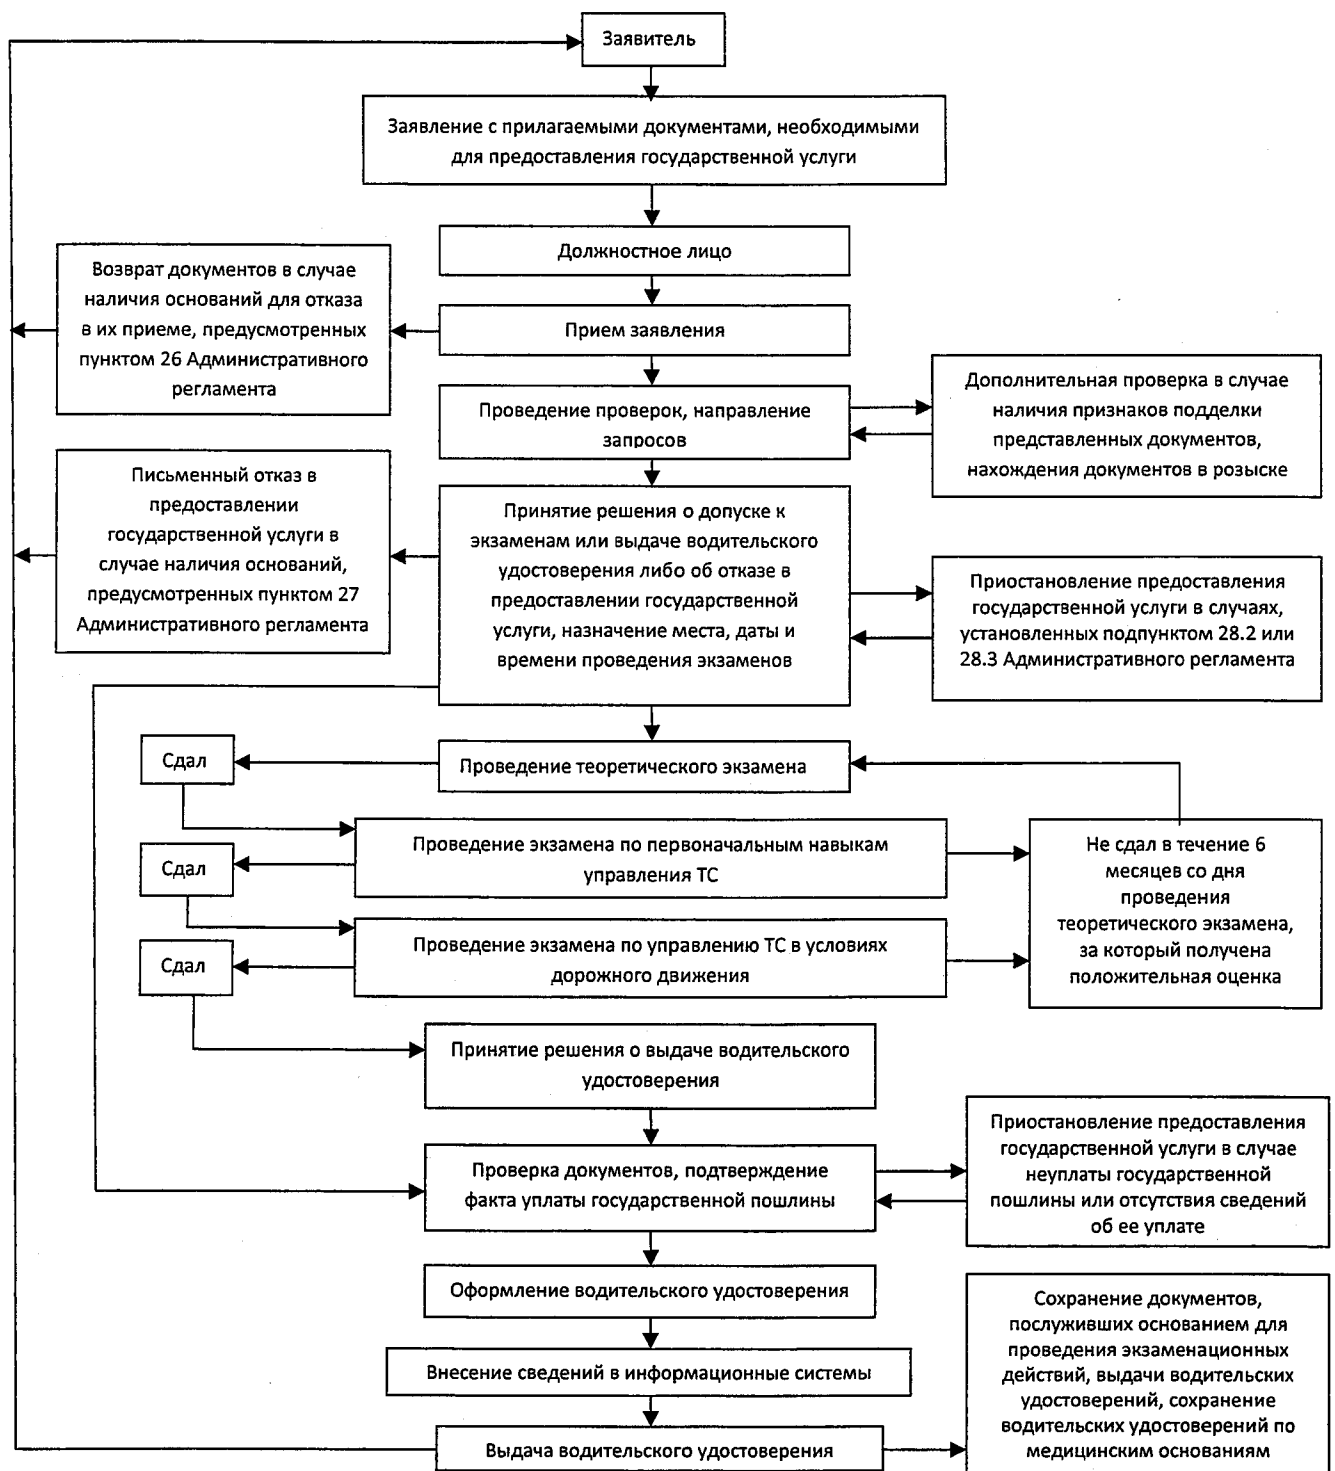 Заявитель
Заявление с прилагаемыми документами, необходимыми
для предоставления государственной услуги
Должностное лицо
Возврат документов в случае
наличия оснований для отказа
в их приеме, предусмотренных
пунктом 26 Административного
регламента
Прием заявления
Проведение проверок, направление
запросов
Дополнительная проверка в случае
наличия признаков подделки
представленных документов,
нахождения документов в розыске
Письменный отказ в
предоставлении
государственной услуги в
случае наличия оснований,
предусмотренных пунктом 27
Административного регламента
Принятие решения о допуске к
экзаменам или выдаче водительского
удостоверения либо об отказе в
предоставлении государственной
услуги, назначение места, даты и
времени проведения экзаменов
Приостановление предоставления
государственной услуги в случаях,
установленных подпунктом 28.2 или
28.3 Административного регламента
Сдал
Проведение теоретического экзамена
Проведение экзамена по первоначальным навыкам
управления ТС
Сдал
Не сдал в течение 6
месяцев со дня
проведения
теоретического экзамена,
за который получена
положительная оценка
Проведение экзамена по управлению ТС в условиях
дорожного движения
Сдал
Принятие решения о выдаче водительского
удостоверения
Проверка документов, подтверждение
факта уплаты государственной пошлины
Приостановление предоставления
государственной услуги в случае
неуплаты государственной
пошлины или отсутствия сведений
об ее уплате
Оформление водительского удостоверения
Внесение сведений в информационные системы
Выдача водительского удостоверения
Сохранение документов,
послуживших основанием для
проведения экзаменационных
действий, выдачи водительских
удостоверений, сохранение
водительских удостоверений по
медицинским основаниям